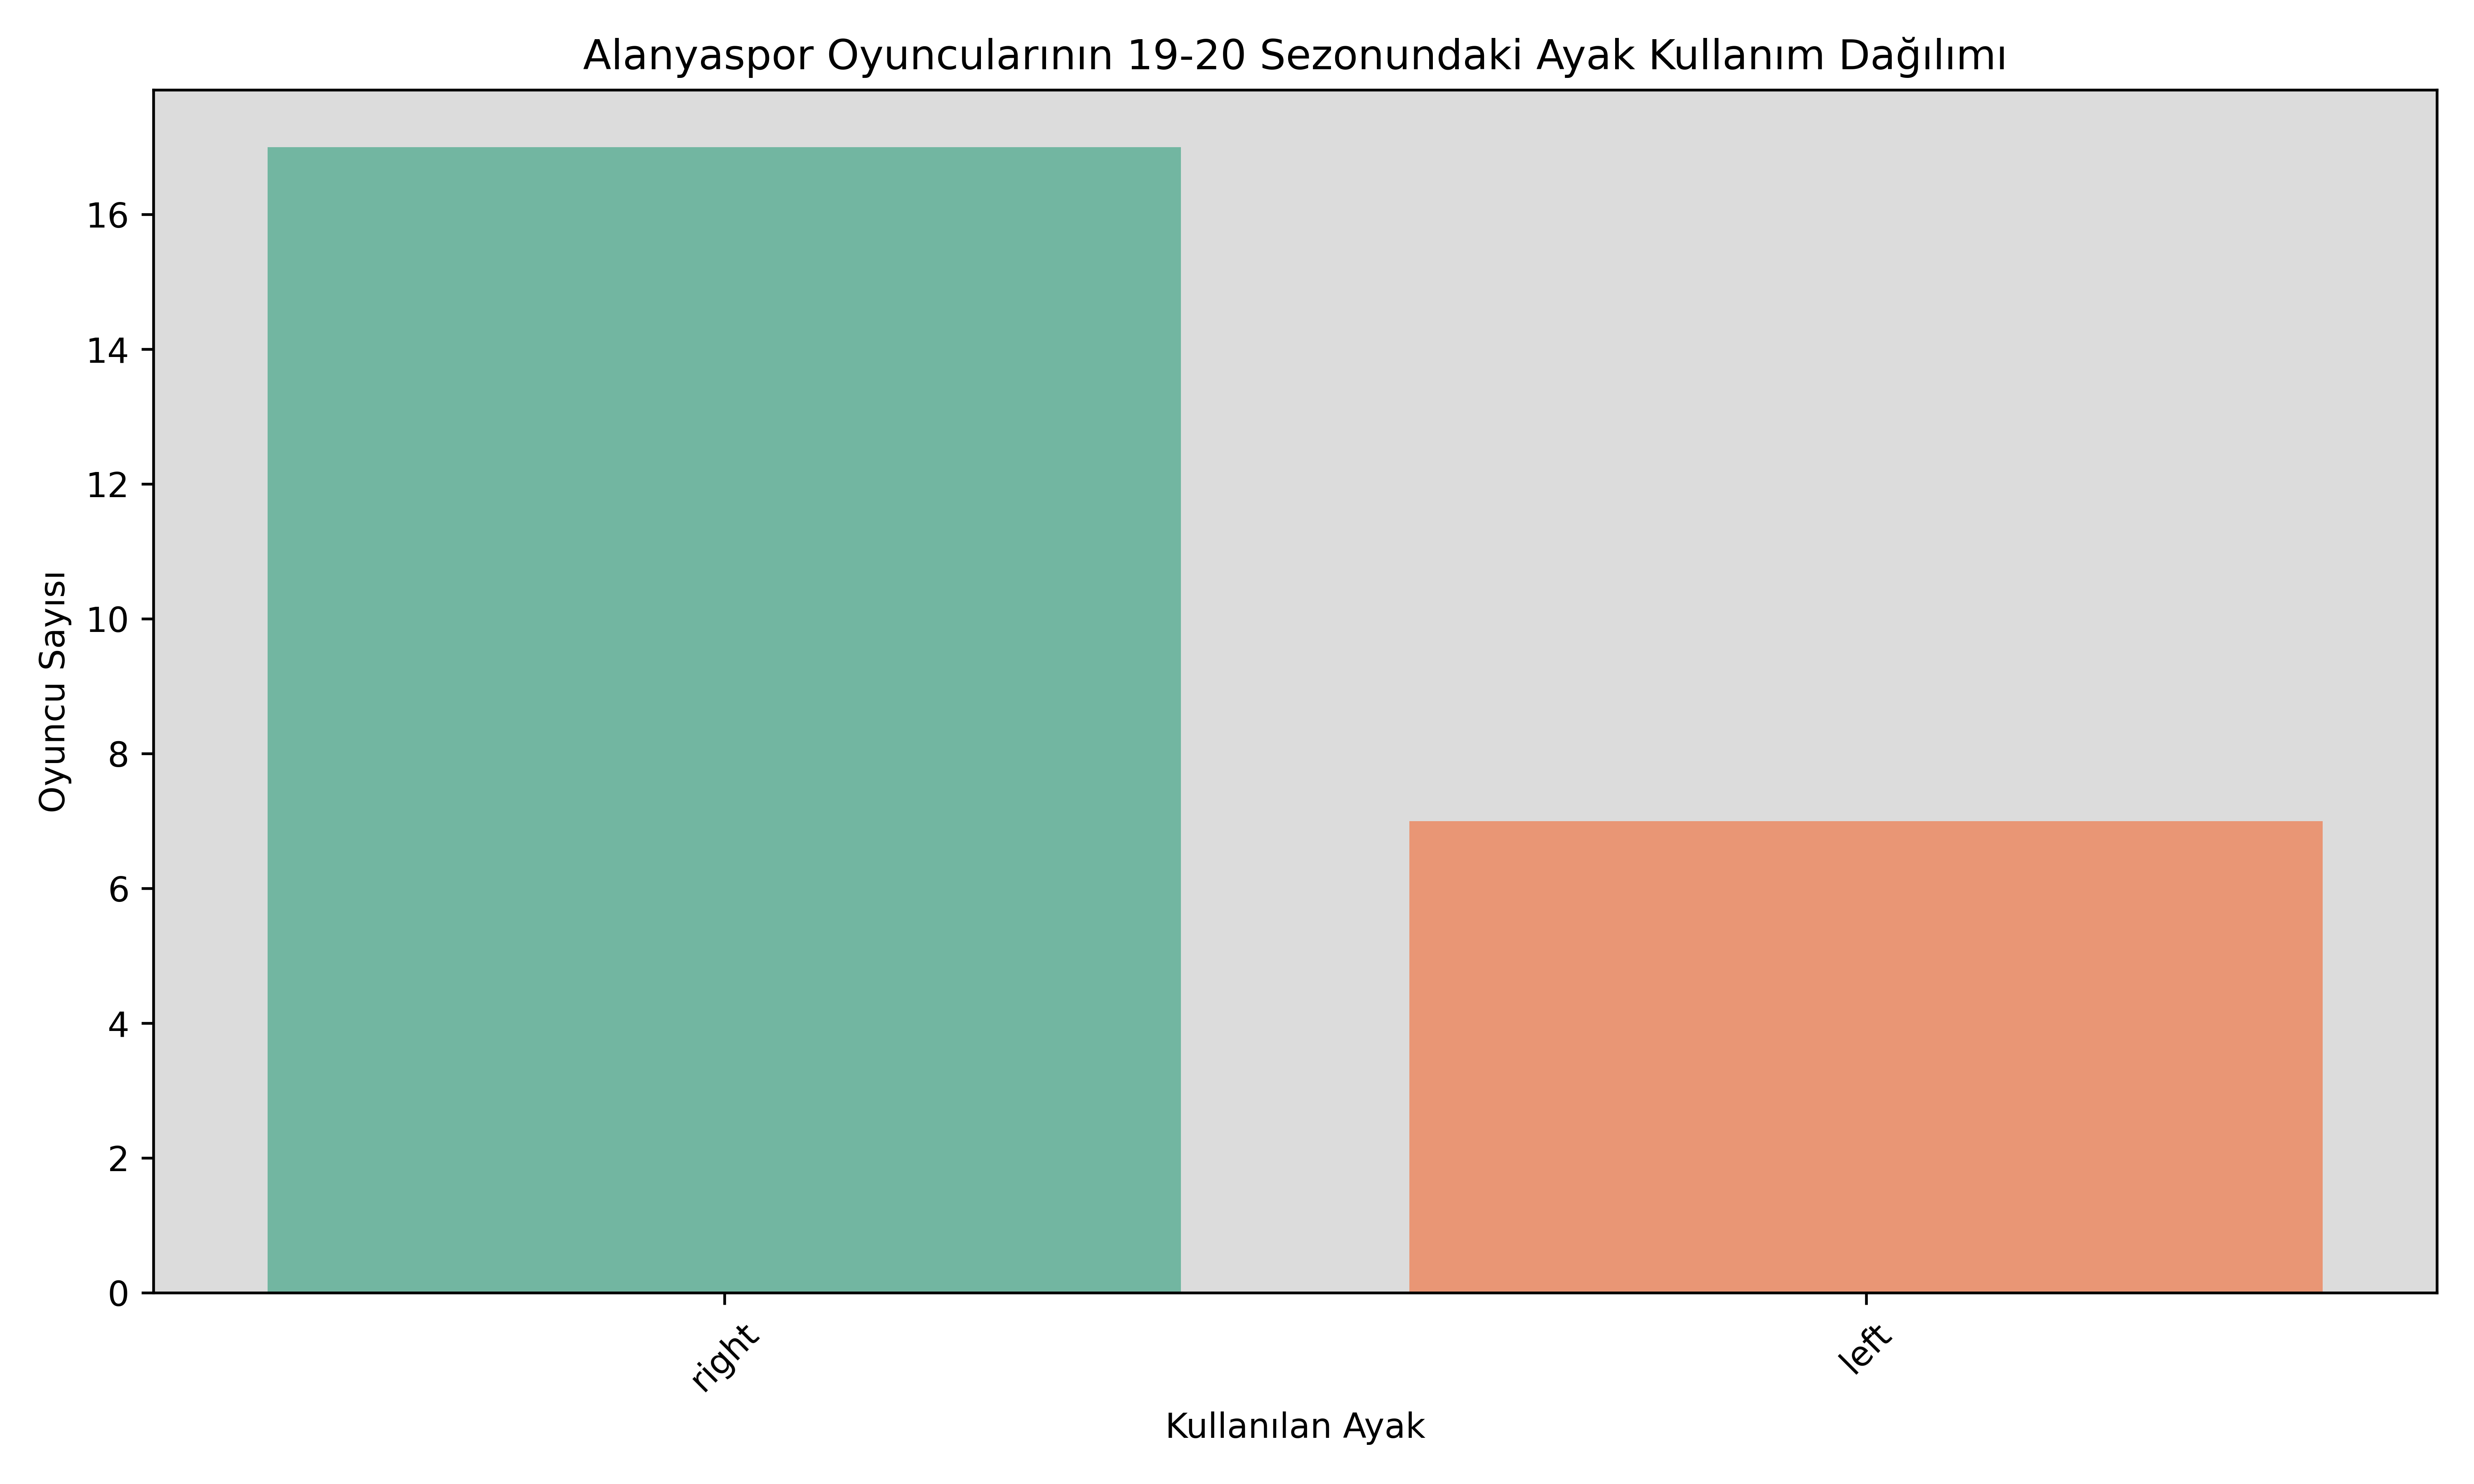 Alanyaspor Oyuncularının 19-20 Sezonundaki Ayak Kullanım Dağılımı
Oyuncu Sayısı
16
14
12
10
8
6
4
2
0
right
left
Kullanılan Ayak